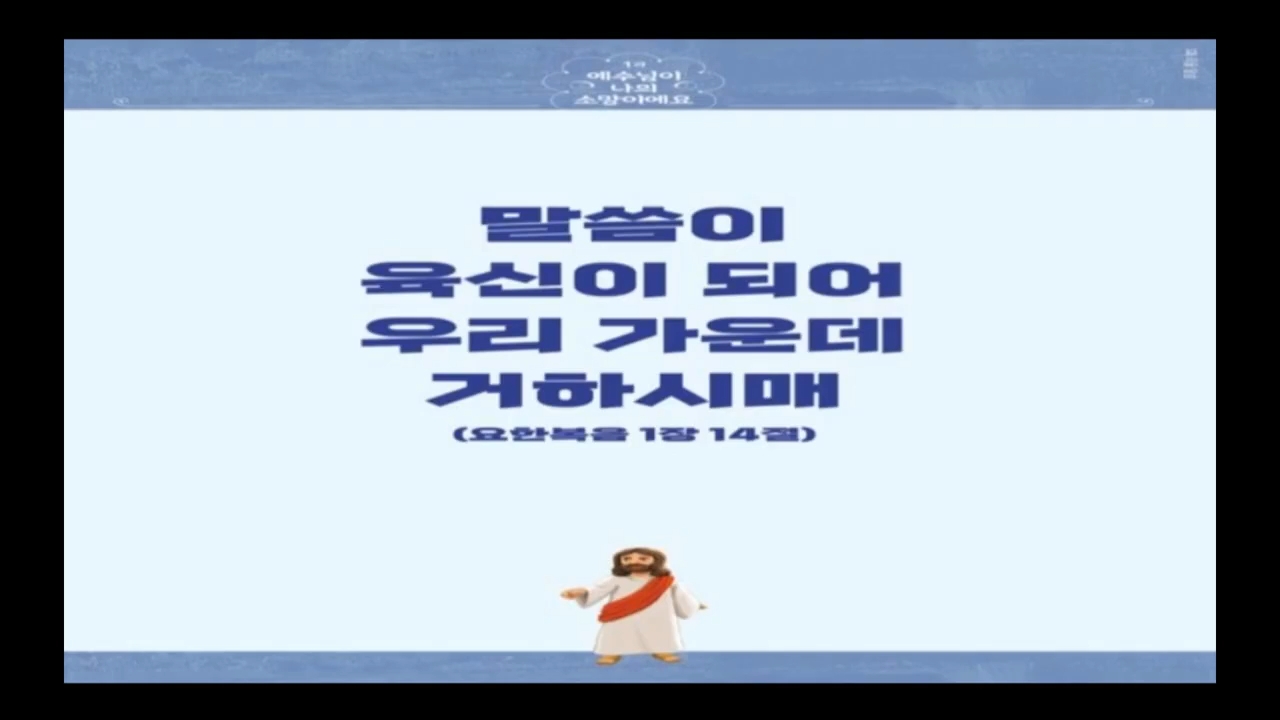 1과
예수님이
나의
소망이에요
말씀이
육신이 되어
우리 가운데
거하시매
(요한복음 1장 14절)